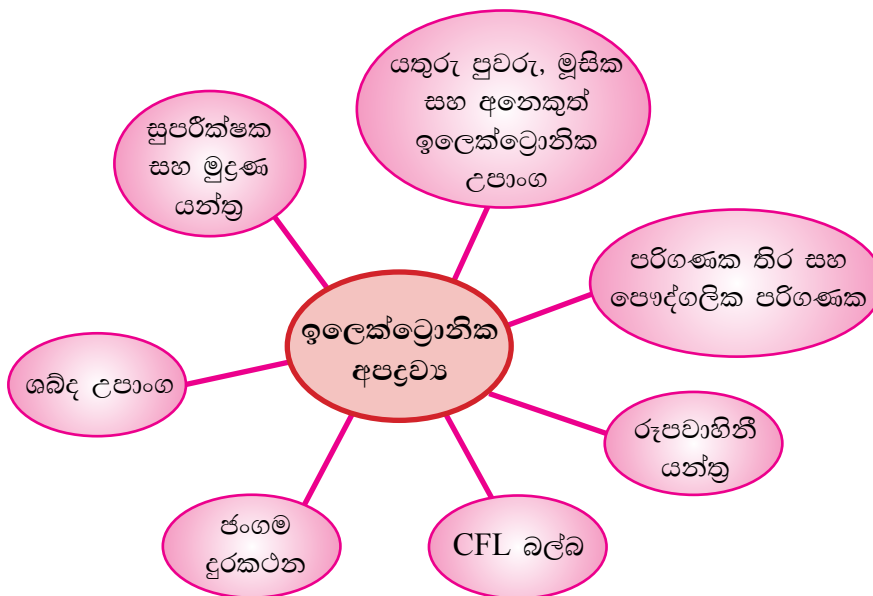 යතුරු පුවරු, මූසික
සහ අනෙකුත්
ඉලෙක්ට්‍රොනික
උපාංග
සුපරීක්ෂක
සහ මුද්‍රණ
යන්ත්‍ර
පරිගණක තිර සහ
පෞද්ගලික පරිගණක
ඉලෙක්ට්‍රොනික
අපද්‍රව්‍ය
ශබ්ද උපාංග
රූපවාහිනී
යන්ත්‍ර
ජංගම
දුරකථන
CFL බල්බ